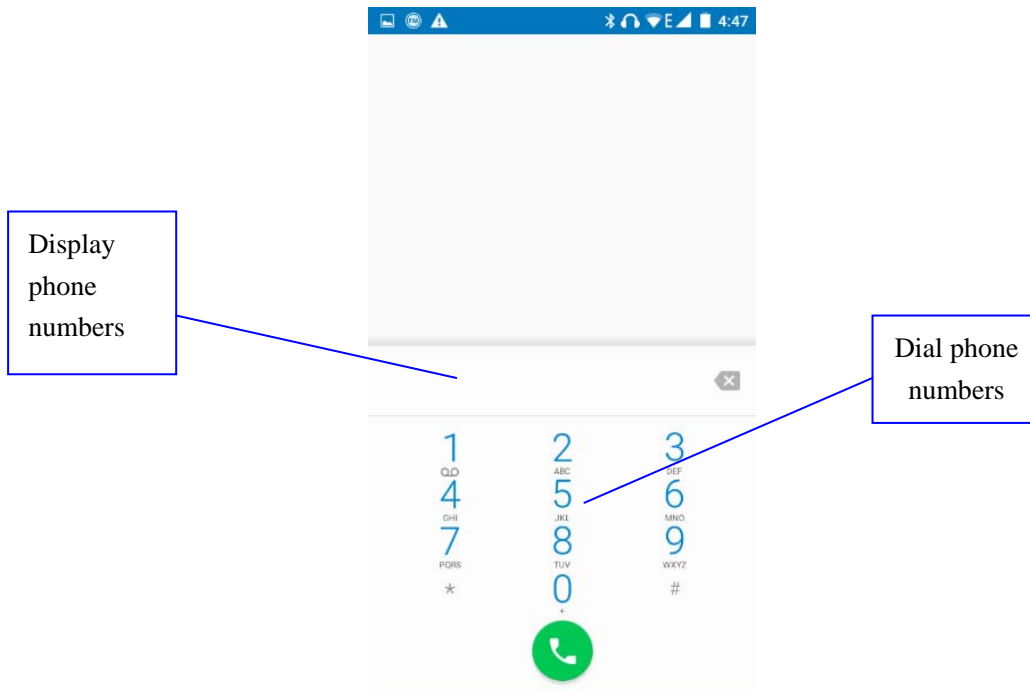 E 4:47
Display
phone
numbers
Dial phone
numbers
1 2 3
ABC DEF
4 5 6
GHI JKL MNO
7 8 9
PQRS TUV WXYZ
* 0 #
+